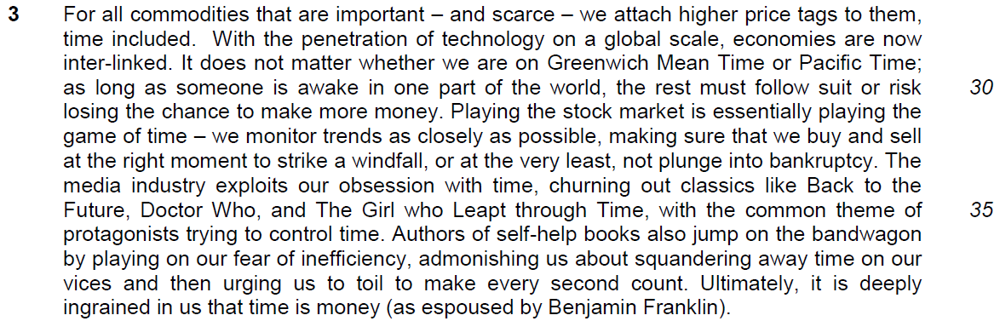 3 For all commodities that are important – and scarce – we attach higher price tags to them,
time included. With the penetration of technology on a global scale, economies are now
inter-linked. It does not matter whether we are on Greenwich Mean Time or Pacific Time;
as long as someone is awake in one part of the world, the rest must follow suit or risk 30
losing the chance to make more money. Playing the stock market is essentially playing the
game of time – we monitor trends as closely as possible, making sure that we buy and sell
at the right moment to strike a windfall, or at the very least, not plunge into bankruptcy. The
media industry exploits our obsession with time, churning out classics like Back to the
Future, Doctor Who, and The Girl who Leapt through Time, with the common theme of 35
protagonists trying to control time. Authors of self-help books also jump on the bandwagon
by playing on our fear of inefficiency, admonishing us about squandering away time on our
vices and then urging us to toil to make every second count. Ultimately, it is deeply
ingrained in us that time is money (as espoused by Benjamin Franklin).